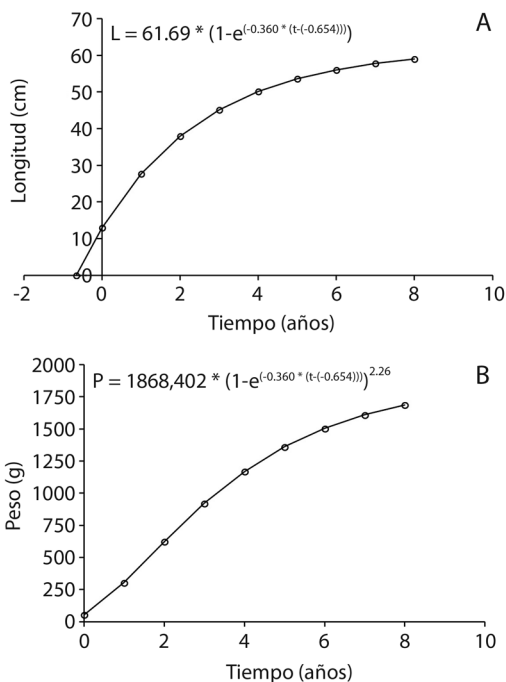 A
L = 61.69 * (1-e(-0.360 * (t-(-0.654))))
70
60
50
40
30
20
10
0
-2 0 2 4 6 8 10
Longitud (cm)
Tiempo (años)
B
P = 1868,402 * (1-e(-0.360 * (t-(-0.654))))2.26
2000
1750
1500
1250
1000
750
500
250
0
0 2 4 6 8 10
Peso (g)
Tiempo (años)